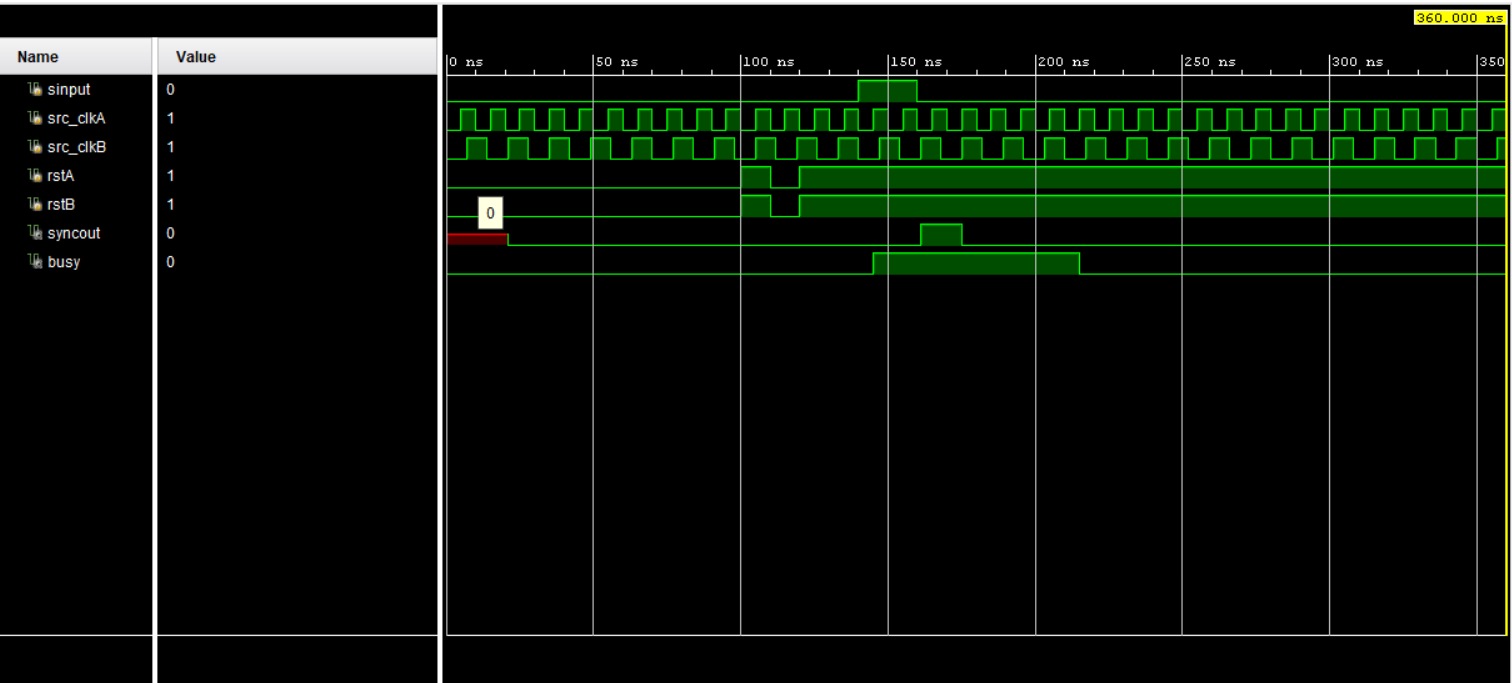 360.000 ns
Name Value
0 ns 50 ns 100 ns 150 ns 200 ns 250 ns 300 ns 350
sinput 0
src_clkA 1
src_clkB 1
rstA 1
rstB 1
0
syncout 0
busy 0